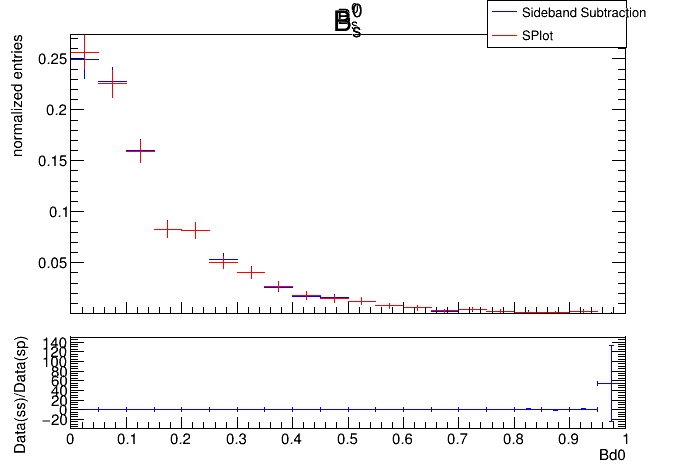 B⁰ₛ
Sideband Subtraction
SPlot
normalized entries
0.25
0.2
0.15
0.1
0.05
Data(ss)/Data(sp)
140
120
100
80
60
40
20
0
−20
0 0.1 0.2 0.3 0.4 0.5 0.6 0.7 0.8 0.9 1
Bd0